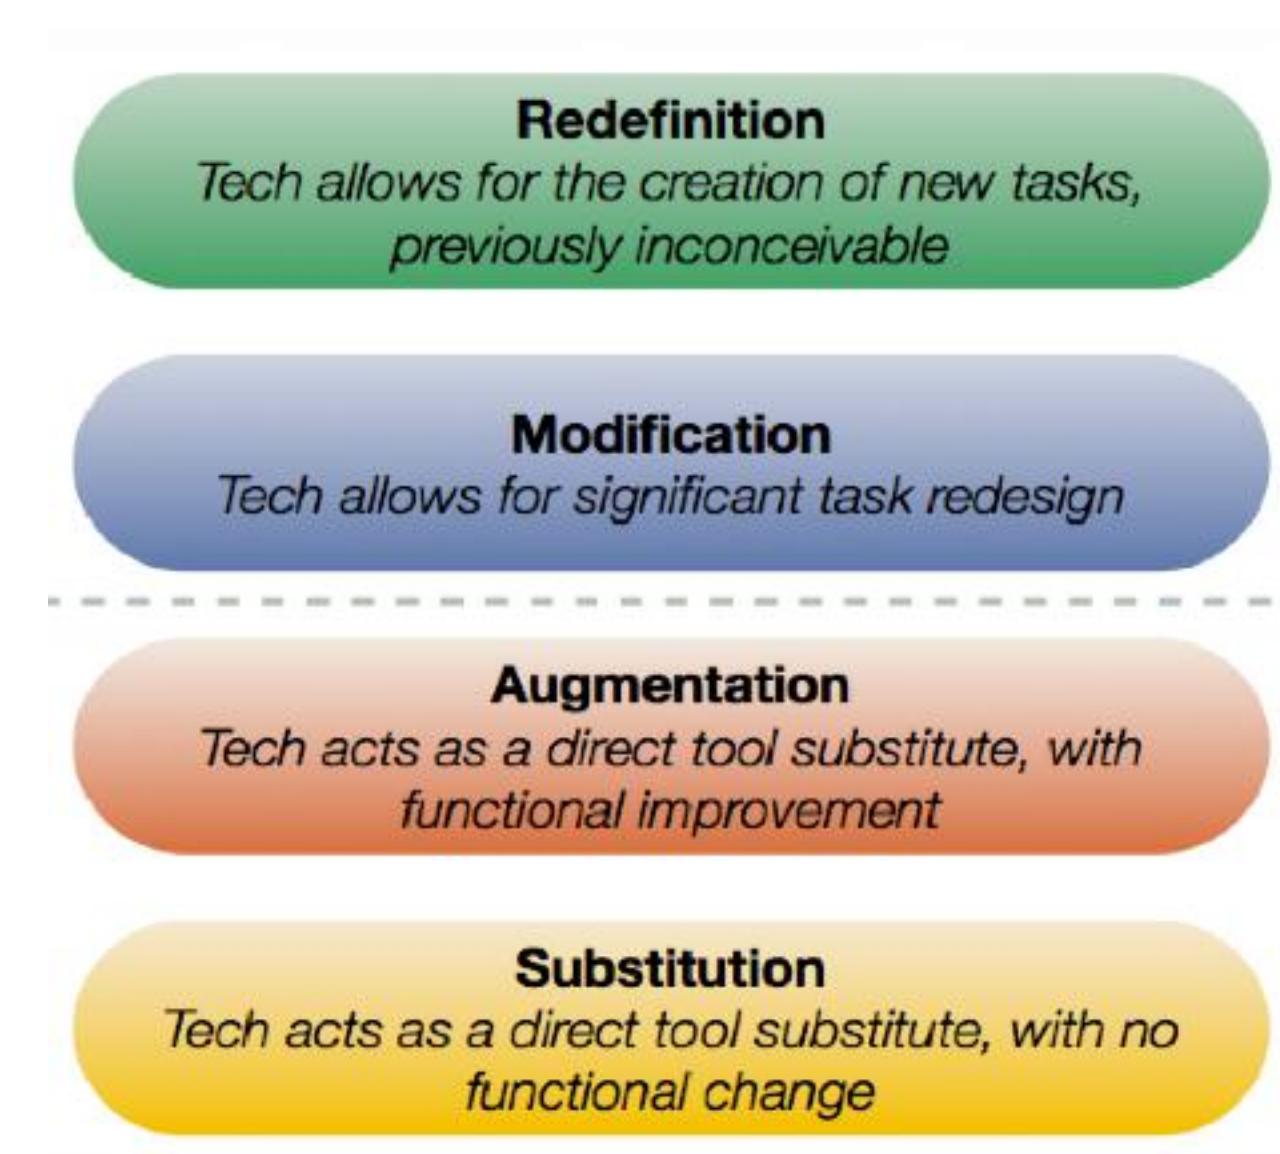 Redefinition
Tech allows for the creation of new tasks,
previously inconceivable
Modification
Tech allows for significant task redesign
Augmentation
Tech acts as a direct tool substitute, with
functional improvement
Substitution
Tech acts as a direct tool substitute, with no
functional change